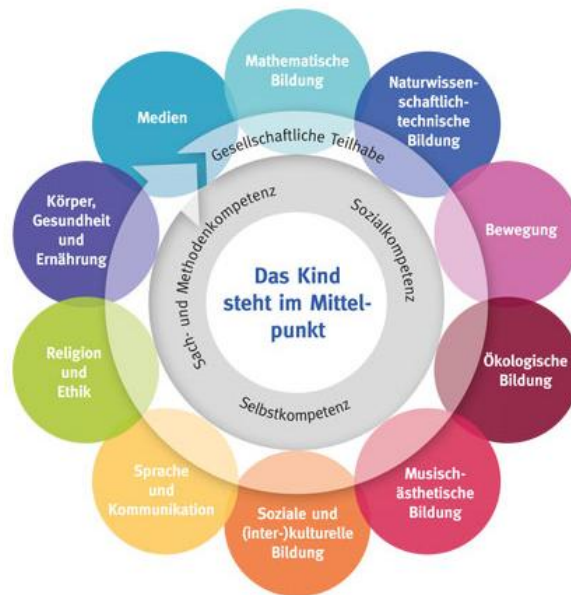 Mathematische
Bildung
Naturwissen-
schaftlich-
technische
Bildung
Bewegung
Ökologische
Bildung
Musisch-
ästhetische
Bildung
Soziale und
(inter-)kulturelle
Bildung
Sprache
und
Kommunikation
Religion
und
Ethik
Körper,
Gesundheit
und
Ernährung
Medien
Gesellschaftliche Teilhabe
Sach- und Methodenkompetenz
Sozialkompetenz
Selbstkompetenz
Das Kind
steht im Mittel-
punkt